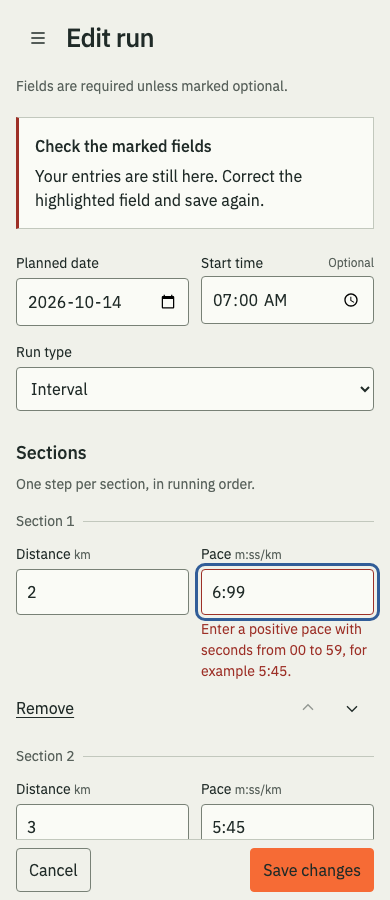 Edit run
Fields are required unless marked optional.
Check the marked fields
Your entries are still here. Correct the
highlighted field and save again.
Planned date
Start time Optional
2026-10-14
07:00 AM
Run type
Interval
Sections
One step per section, in running order.
Section 1
Distance km
Pace m:ss/km
2
6:99
Enter a positive pace with
seconds from 00 to 59, for
example 5:45.
Remove
Section 2
Distance km
Pace m:ss/km
3
5:45
Cancel
Save changes